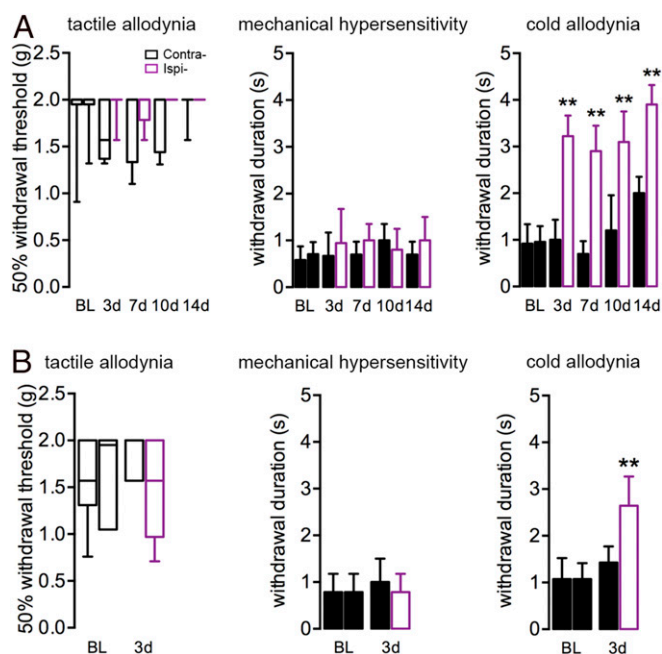 A
tactile allodynia
Contra-
Ispi-
50% withdrawal threshold (g)
2.5
2.0
1.5
1.0
0.5
0.0
BL 3d 7d 10d 14d
mechanical hypersensitivity
withdrawal duration (s)
5
4
3
2
1
0
BL 3d 7d 10d 14d
cold allodynia
withdrawal duration (s)
5
4
3
2
1
0
** ** ** **
BL 3d 7d 10d 14d
B
tactile allodynia
50% withdrawal threshold (g)
2.5
2.0
1.5
1.0
0.5
0.0
BL 3d
mechanical hypersensitivity
withdrawal duration (s)
5
4
3
2
1
0
BL 3d
cold allodynia
withdrawal duration (s)
5
4
3
2
1
0
**
BL 3d